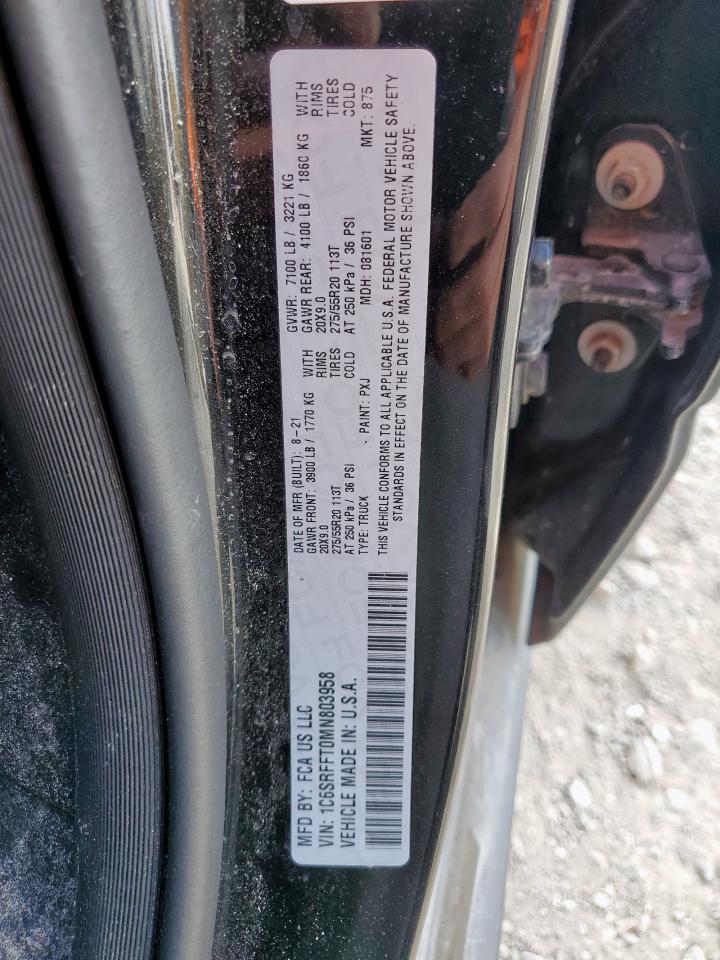 MFD BY: FCA US LLC
VIN: 1C6SRFFT0MN803958
VEHICLE MADE IN: U.S.A.
DATE OF MFR (BUILT): 8-21 GVWR: 7100 LB / 3221 KG
GAWR FRONT: 3900 LB / 1770 KG WITH GAWR REAR: 4100 LB / 1860 KG WITH
20X9.0 RIMS 20X9.0 RIMS
275/55R20 113T TIRES 275/55R20 113T TIRES
AT 250 kPa / 36 PSI COLD AT 250 kPa / 36 PSI COLD
TYPE: TRUCK PAINT: PXJ MDH: 081601 MKT: 875
THIS VEHICLE CONFORMS TO ALL APPLICABLE U.S.A. FEDERAL MOTOR VEHICLE SAFETY
STANDARDS IN EFFECT ON THE DATE OF MANUFACTURE SHOWN ABOVE.